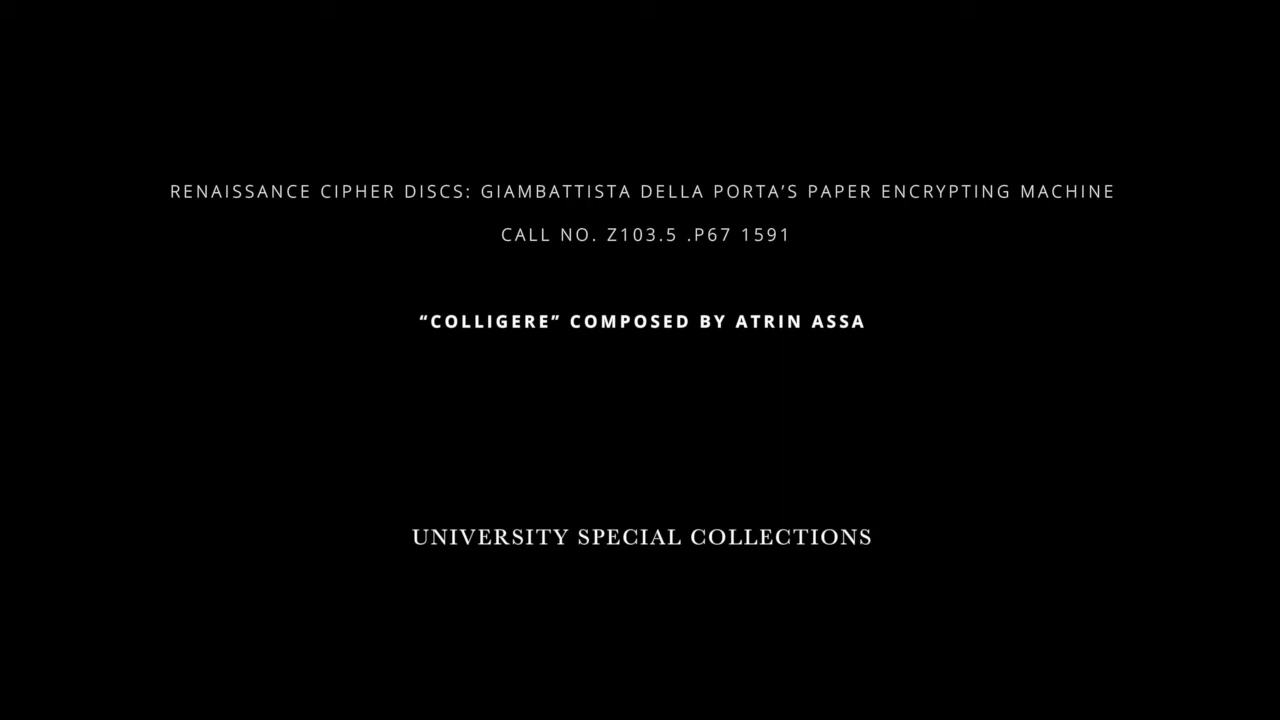 RENAISSANCE CIPHER DISCS: GIAMBATTISTA DELLA PORTA’S PAPER ENCRYPTING MACHINE
CALL NO. Z103.5 .P67 1591
“COLLIGERE” COMPOSED BY ATRIN ASSA
UNIVERSITY SPECIAL COLLECTIONS